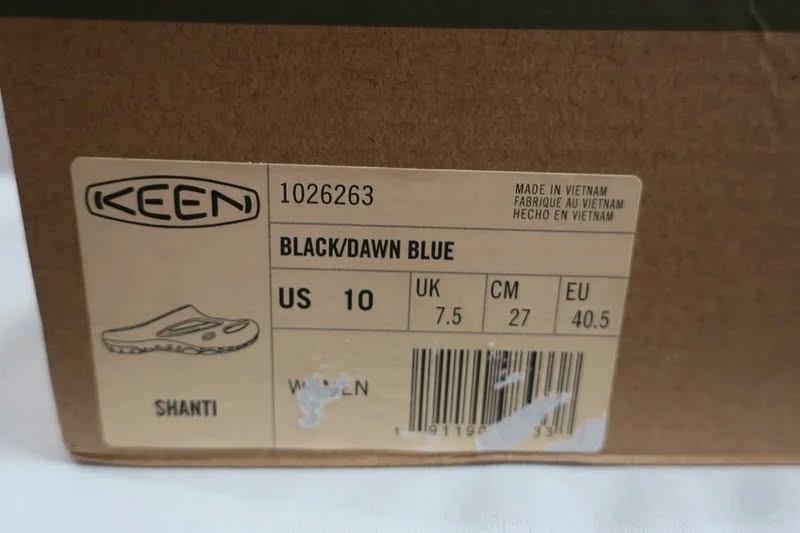 KEEN
1026263
MADE IN VIETNAM
FABRIQUE AU VIETNAM
HECHO EN VIETNAM
BLACK/DAWN BLUE
US 10
UK 7.5
CM 27
EU 40.5
SHANTI